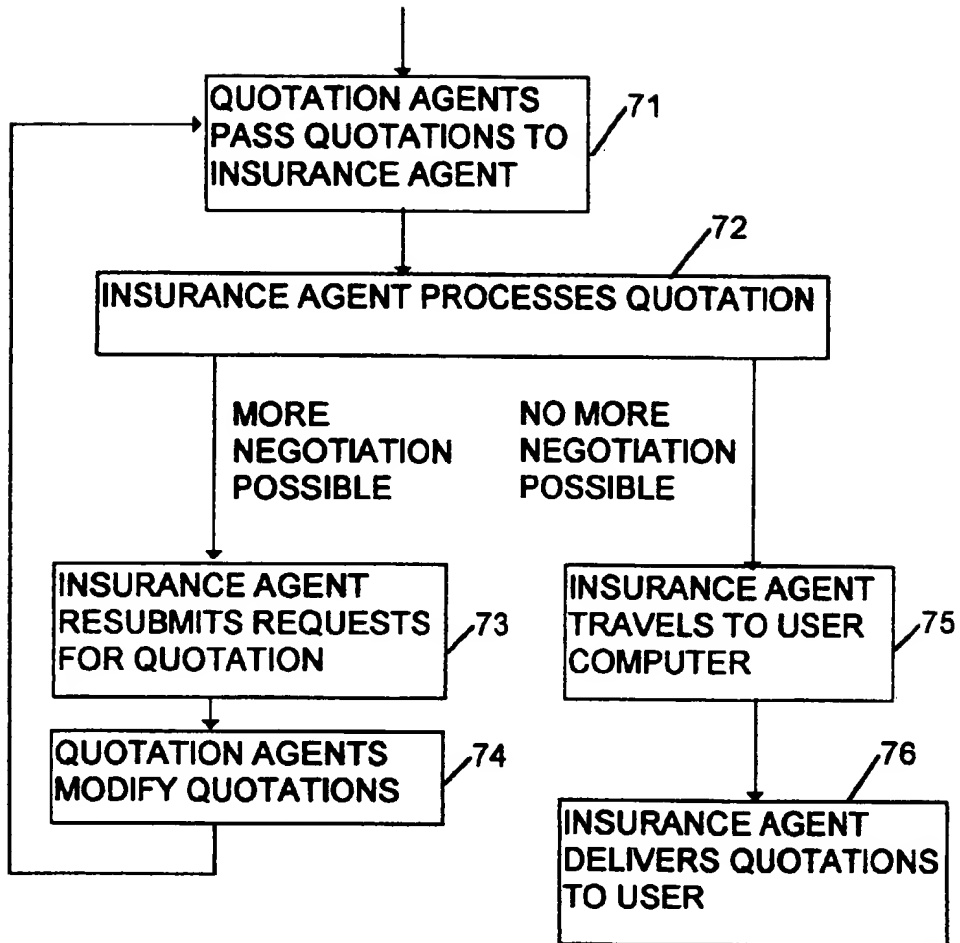 QUOTATION AGENTS
PASS QUOTATIONS TO
INSURANCE AGENT
71
72
INSURANCE AGENT PROCESSES QUOTATION
MORE
NEGOTIATION
POSSIBLE
NO MORE
NEGOTIATION
POSSIBLE
INSURANCE AGENT
RESUBMITS REQUESTS
FOR QUOTATION
73
INSURANCE AGENT
TRAVELS TO USER
COMPUTER
75
QUOTATION AGENTS
MODIFY QUOTATIONS
74
76
INSURANCE AGENT
DELIVERS QUOTATIONS
TO USER